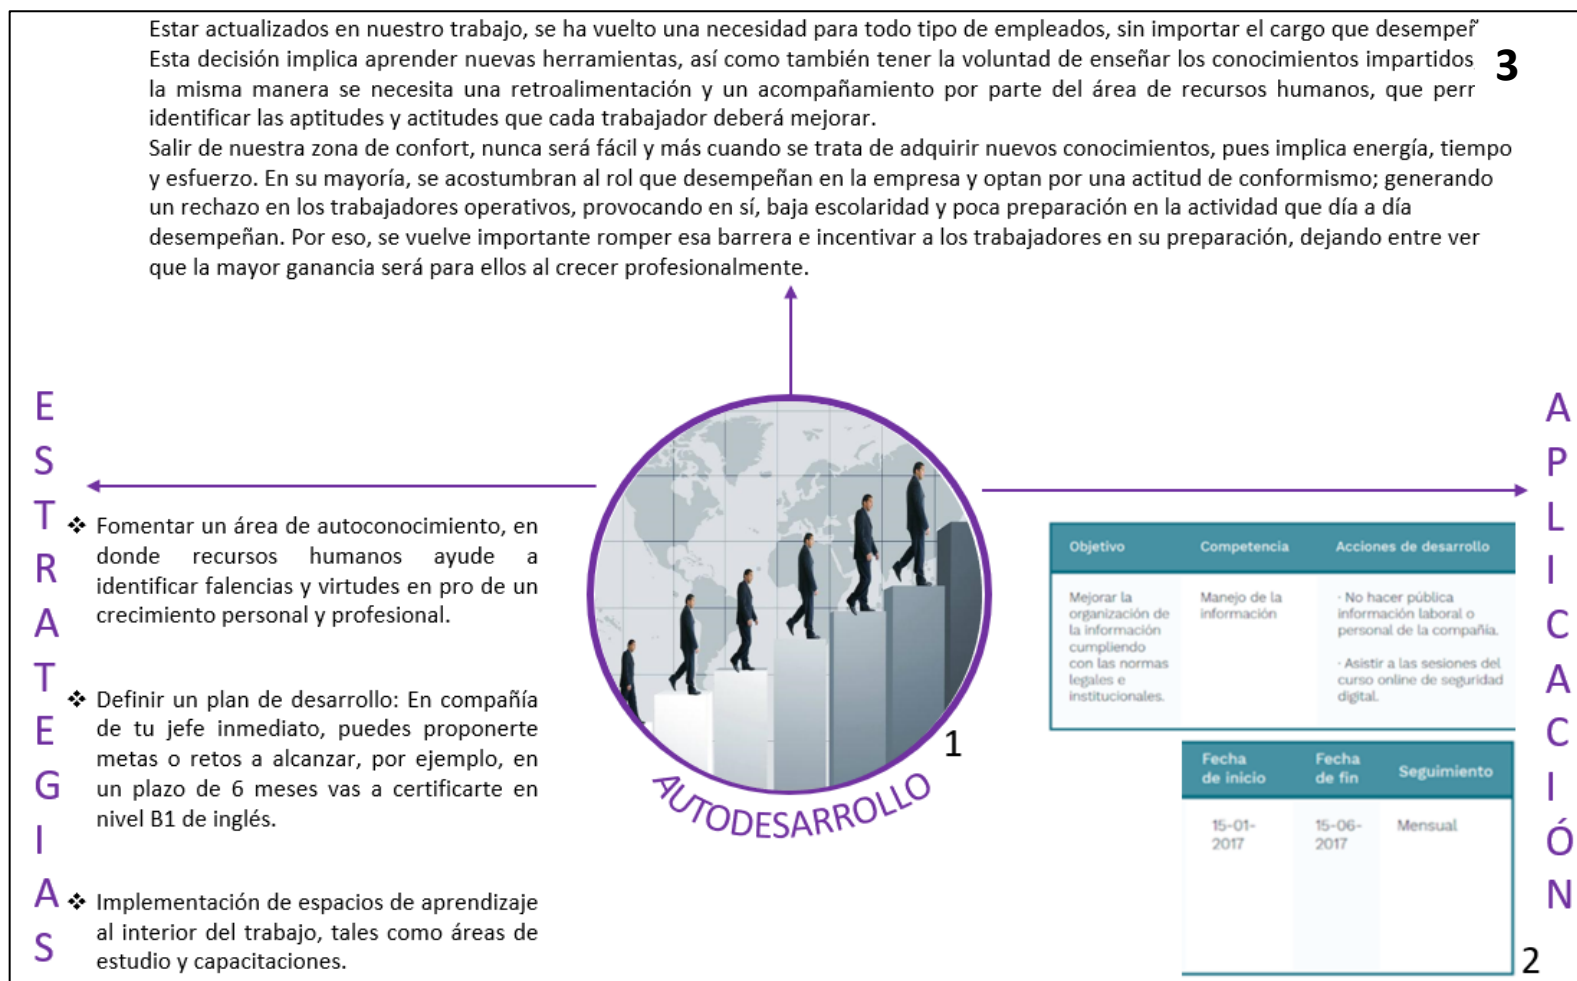 Estar actualizados en nuestro trabajo, se ha vuelto una necesidad para todo tipo de empleados, sin importar el cargo que
Esta decisión implica aprender nuevas herramientas, así como también tener la voluntad de enseñar los conocimientos impartidos
3
la misma manera se necesita una retroalimentación y un acompañamiento por parte del área de recursos humanos, que
identificar las aptitudes y actitudes que cada trabajador deberá mejorar.
Salir de nuestra zona de confort, nunca será fácil y más cuando se trata de adquirir nuevos conocimientos, pues implica energía, tiempo
y esfuerzo. En su mayoría, se acostumbran al rol que desempeñan en la empresa y optan por una actitud de conformismo; generando
un rechazo en los trabajadores operativos, provocando en sí, baja escolaridad y poca preparación en la actividad que día a día
desempeñan. Por eso, se vuelve importante romper esa barrera e incentivar a los trabajadores en su preparación, dejando entre ver
que la mayor ganancia será para ellos al crecer profesionalmente.
ESTRATEGIAS
❖ Fomentar un área de autoconocimiento, en
donde recursos humanos ayude a
identificar falencias y virtudes en pro de un
crecimiento personal y profesional.
❖ Definir un plan de desarrollo: En compañía
de tu jefe inmediato, puedes proponerte
metas o retos a alcanzar, por ejemplo, en
un plazo de 6 meses vas a certificarte en
nivel B1 de inglés.
❖ Implementación de espacios de aprendizaje
al interior del trabajo, tales como áreas de
estudio y capacitaciones.
1
AUTODESARROLLO
APLICACIÓN
Objetivo Competencia Acciones de desarrollo
Mejorar la
organización de
la información
cumpliendo
con las normas
legales e
institucionales.
Manejo de la
información
· No hacer pública
información laboral o
personal de la compañía.
· Asistir a las sesiones del
curso online de seguridad
digital.
Fecha
de inicio
Fecha
de fin
Seguimiento
15-01-
2017
15-06-
2017
Mensual
2